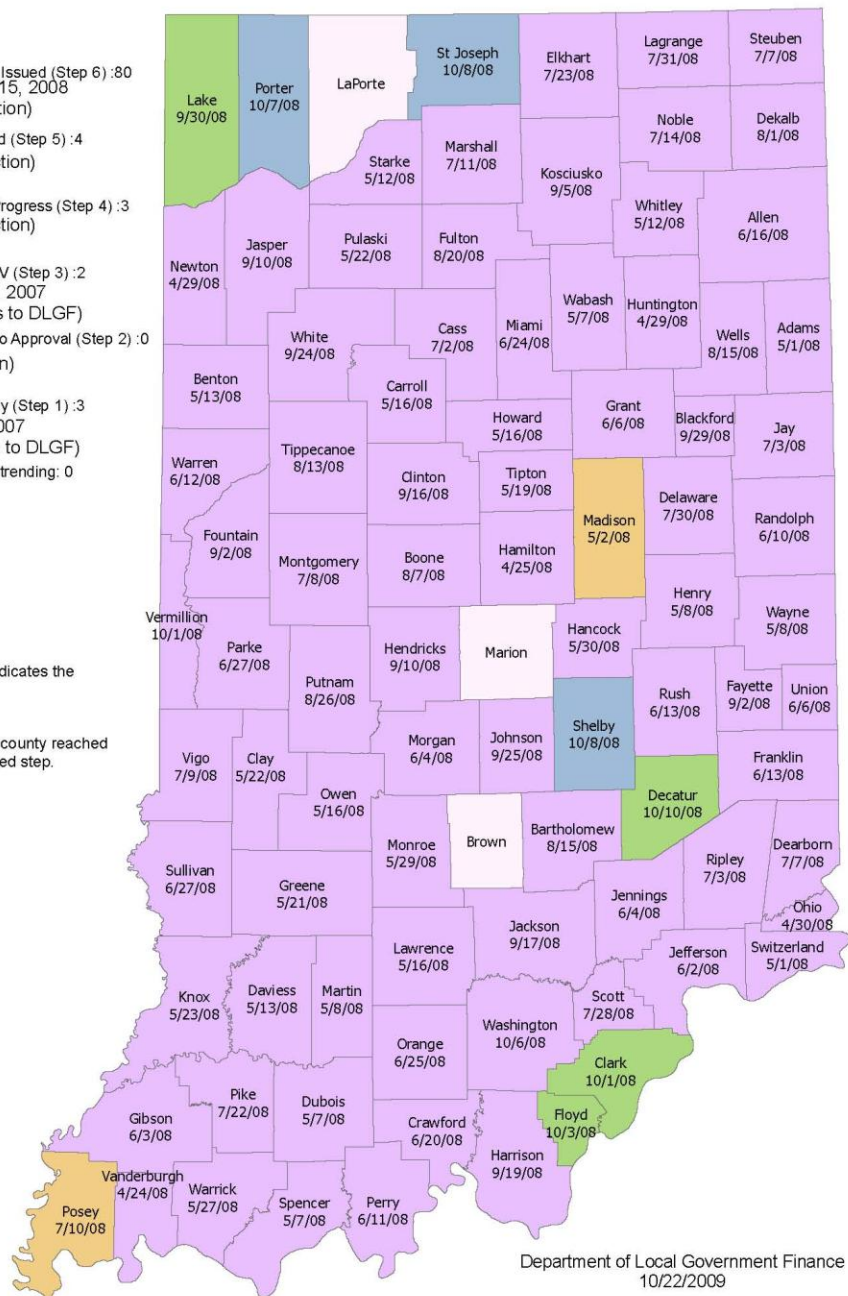 Issued (Step 6) :80
15, 2008
tion)
d (Step 5) :4
tion)
Progress (Step 4) :3
tion)
V (Step 3) :2
, 2007
s to DLGF)
o Approval (Step 2) :0
n)
y (Step 1) :3
007
to DLGF)
trending: 0
dicates the
county reached
ed step.
Lake
9/30/08
Porter
10/7/08
LaPorte
St Joseph
10/8/08
Elkhart
7/23/08
Lagrange
7/31/08
Steuben
7/7/08
Noble
7/14/08
Dekalb
8/1/08
Starke
5/12/08
Marshall
7/11/08
Kosciusko
9/5/08
Whitley
5/12/08
Allen
6/16/08
Newton
4/29/08
Jasper
9/10/08
Pulaski
5/22/08
Fulton
8/20/08
White
9/24/08
Cass
7/2/08
Miami
6/24/08
Wabash
5/7/08
Huntington
4/29/08
Wells
8/15/08
Adams
5/1/08
Benton
5/13/08
Carroll
5/16/08
Howard
5/16/08
Grant
6/6/08
Blackford
9/29/08
Jay
7/3/08
Warren
6/12/08
Tippecanoe
8/13/08
Clinton
9/16/08
Tipton
5/19/08
Madison
5/2/08
Delaware
7/30/08
Randolph
6/10/08
Fountain
9/2/08
Montgomery
7/8/08
Boone
8/7/08
Hamilton
4/25/08
Henry
5/8/08
Wayne
5/8/08
Vermillion
10/1/08
Parke
6/27/08
Putnam
8/26/08
Hendricks
9/10/08
Marion
Hancock
5/30/08
Rush
6/13/08
Fayette
9/2/08
Union
6/6/08
Vigo
7/9/08
Clay
5/22/08
Owen
5/16/08
Morgan
6/4/08
Johnson
9/25/08
Shelby
10/8/08
Decatur
10/10/08
Franklin
6/13/08
Sullivan
6/27/08
Greene
5/21/08
Monroe
5/29/08
Brown
Bartholomew
8/15/08
Jennings
6/4/08
Ripley
7/3/08
Dearborn
7/7/08
Ohio
4/30/08
Knox
5/23/08
Daviess
5/13/08
Martin
5/8/08
Lawrence
5/16/08
Jackson
9/17/08
Jefferson
6/2/08
Switzerland
5/1/08
Scott
7/28/08
Orange
6/25/08
Washington
10/6/08
Clark
10/1/08
Floyd
10/3/08
Gibson
6/3/08
Pike
7/22/08
Dubois
5/7/08
Crawford
6/20/08
Harrison
9/19/08
Posey
7/10/08
Vanderburgh
4/24/08
Warrick
5/27/08
Spencer
5/7/08
Perry
6/11/08
Department of Local Government Finance
10/22/2009